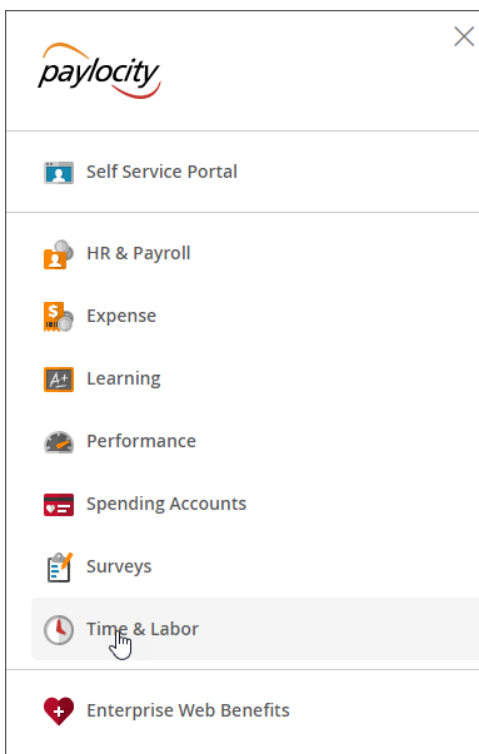 paylocity
Self Service Portal
HR & Payroll
Expense
A+
Learning
Performance
Spending Accounts
Surveys
Time & Labor
Enterprise Web Benefits